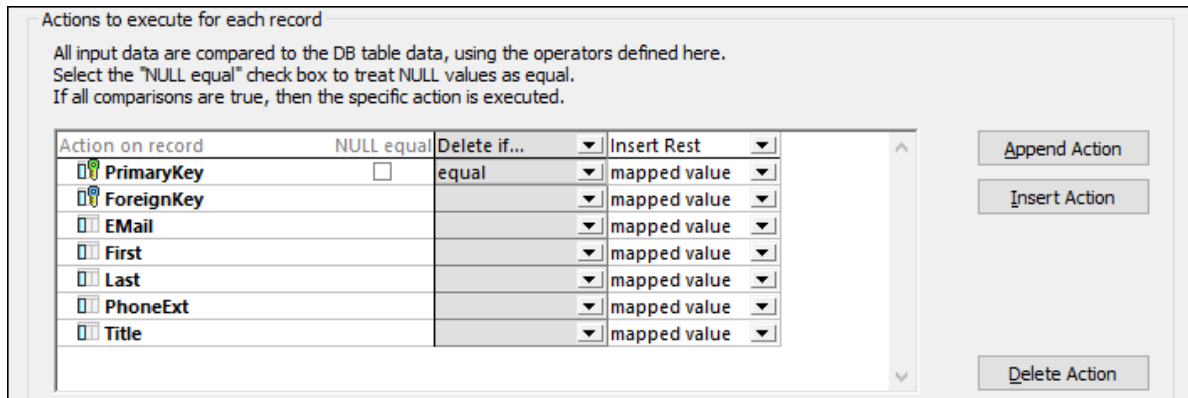 Actions to execute for each record
All input data are compared to the DB table data, using the operators defined here.
Select the "NULL equal" check box to treat NULL values as equal.
If all comparisons are true, then the specific action is executed.
Action on record NULL equal Delete if... Insert Rest
PrimaryKey equal mapped value
ForeignKey mapped value
EMail mapped value
First mapped value
Last mapped value
PhoneExt mapped value
Title mapped value
Append Action
Insert Action
Delete Action